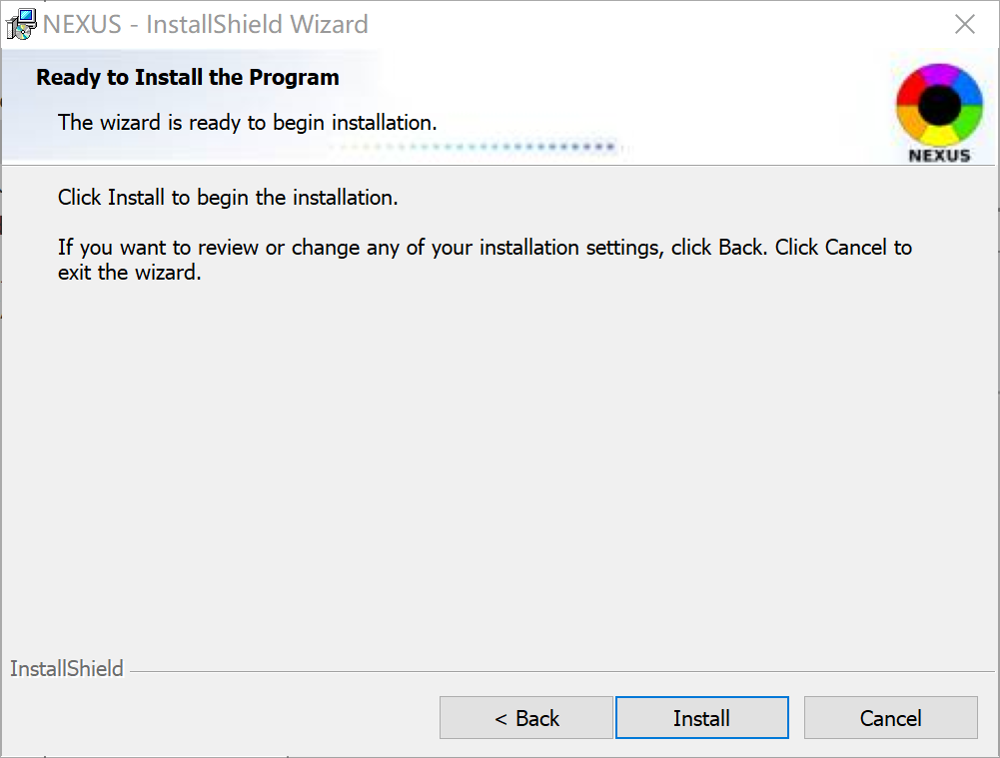 NEXUS - InstallShield Wizard
Ready to Install the Program
The wizard is ready to begin installation.
NEXUS
Click Install to begin the installation.
If you want to review or change any of your installation settings, click Back. Click Cancel to
exit the wizard.
InstallShield
< Back
Install
Cancel